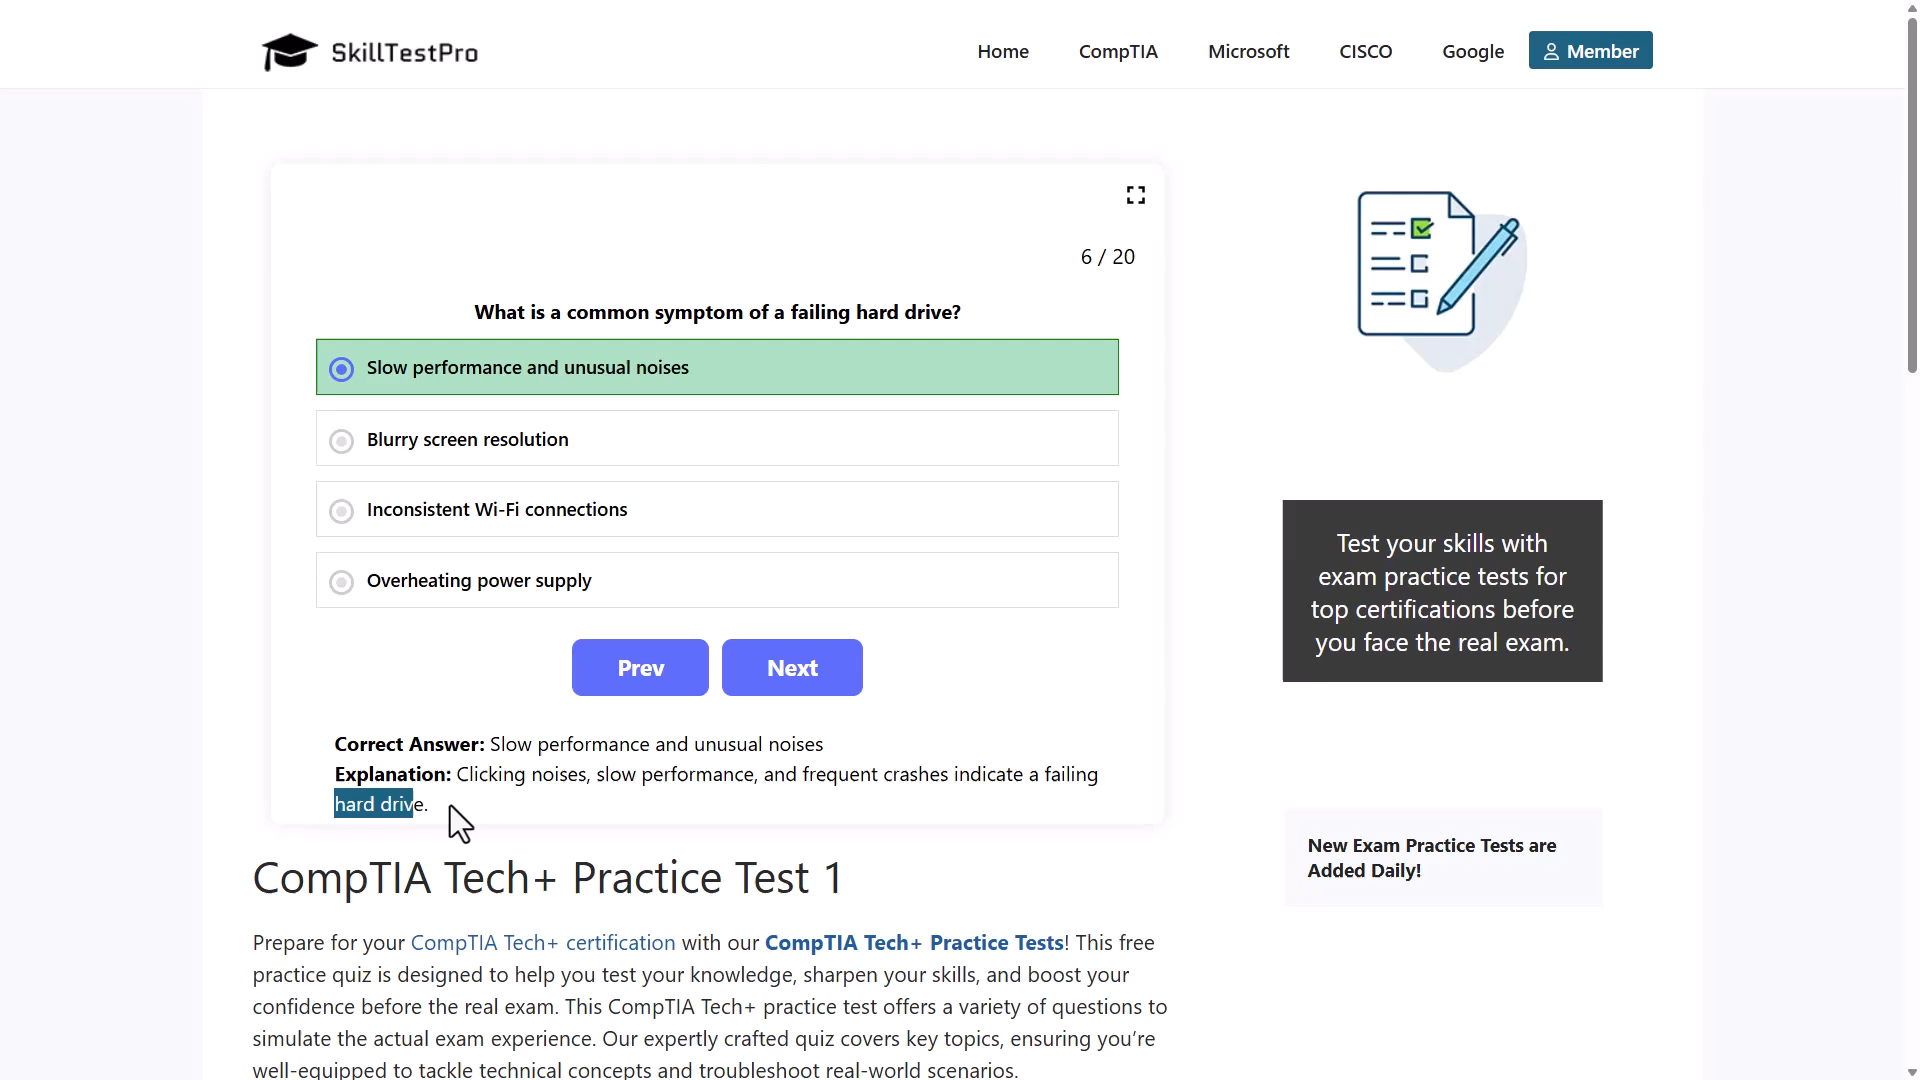 SkillTestPro
Home CompTIA Microsoft CISCO Google Member
6 / 20
What is a common symptom of a failing hard drive?
Slow performance and unusual noises
Blurry screen resolution
Inconsistent Wi-Fi connections
Overheating power supply
Prev Next
Correct Answer: Slow performance and unusual noises
Explanation: Clicking noises, slow performance, and frequent crashes indicate a failing
hard drive.
CompTIA Tech+ Practice Test 1
Prepare for your CompTIA Tech+ certification with our CompTIA Tech+ Practice Tests! This free
practice quiz is designed to help you test your knowledge, sharpen your skills, and boost your
confidence before the real exam. This CompTIA Tech+ practice test offers a variety of questions to
simulate the actual exam experience. Our expertly crafted quiz covers key topics, ensuring you’re
well-equipped to tackle technical concepts and troubleshoot real-world scenarios.
Test your skills with
exam practice tests for
top certifications before
you face the real exam.
New Exam Practice Tests are
Added Daily!